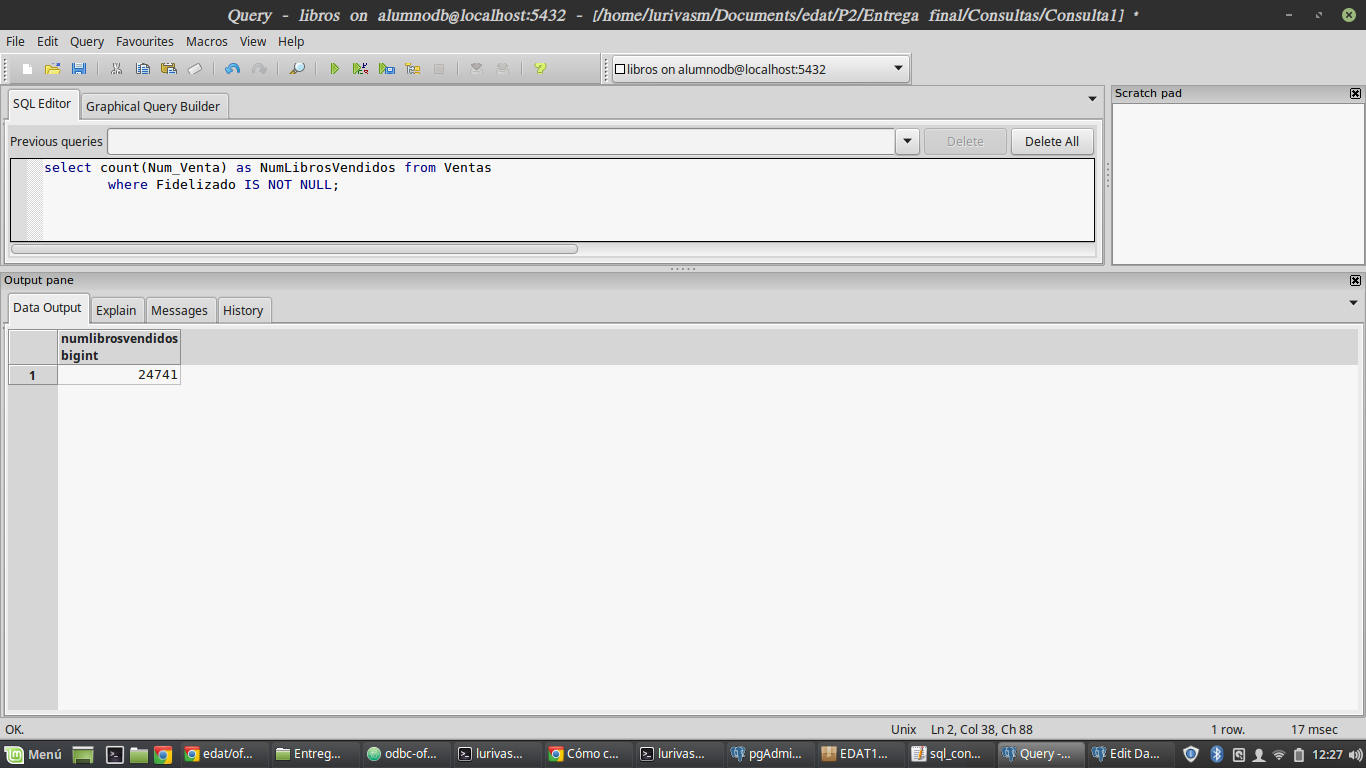 Query - libros on alumnodb@localhost:5432 - [/home/lurivasm/Documents/edat/P2/Entrega final/Consultas/Consulta1] *
File Edit Query Favourites Macros View Help
libros on alumnodb@localhost:5432
SQL Editor Graphical Query Builder
Scratch pad
Previous queries Delete Delete All
select count(Num_Venta) as NumLibrosVendidos from Ventas
where Fidelizado IS NOT NULL;
Output pane
Data Output Explain Messages History
numlibrosvendidos
bigint
1 24741
OK. Unix Ln 2, Col 38, Ch 88 1 row. 17 msec
Menú edat/of... Entreg... odbc-of... lurivas... Cómo c... lurivas... pgAdmi... EDAT1... sql_con... Query -... Edit Da... 12:27